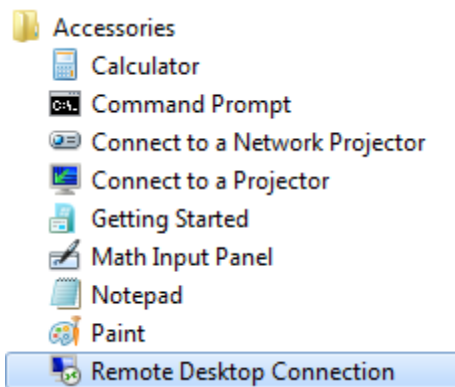 Accessories
Calculator
C:\.
Command Prompt
Connect to a Network Projector
Connect to a Projector
Getting Started
Math Input Panel
Notepad
Paint
Remote Desktop Connection